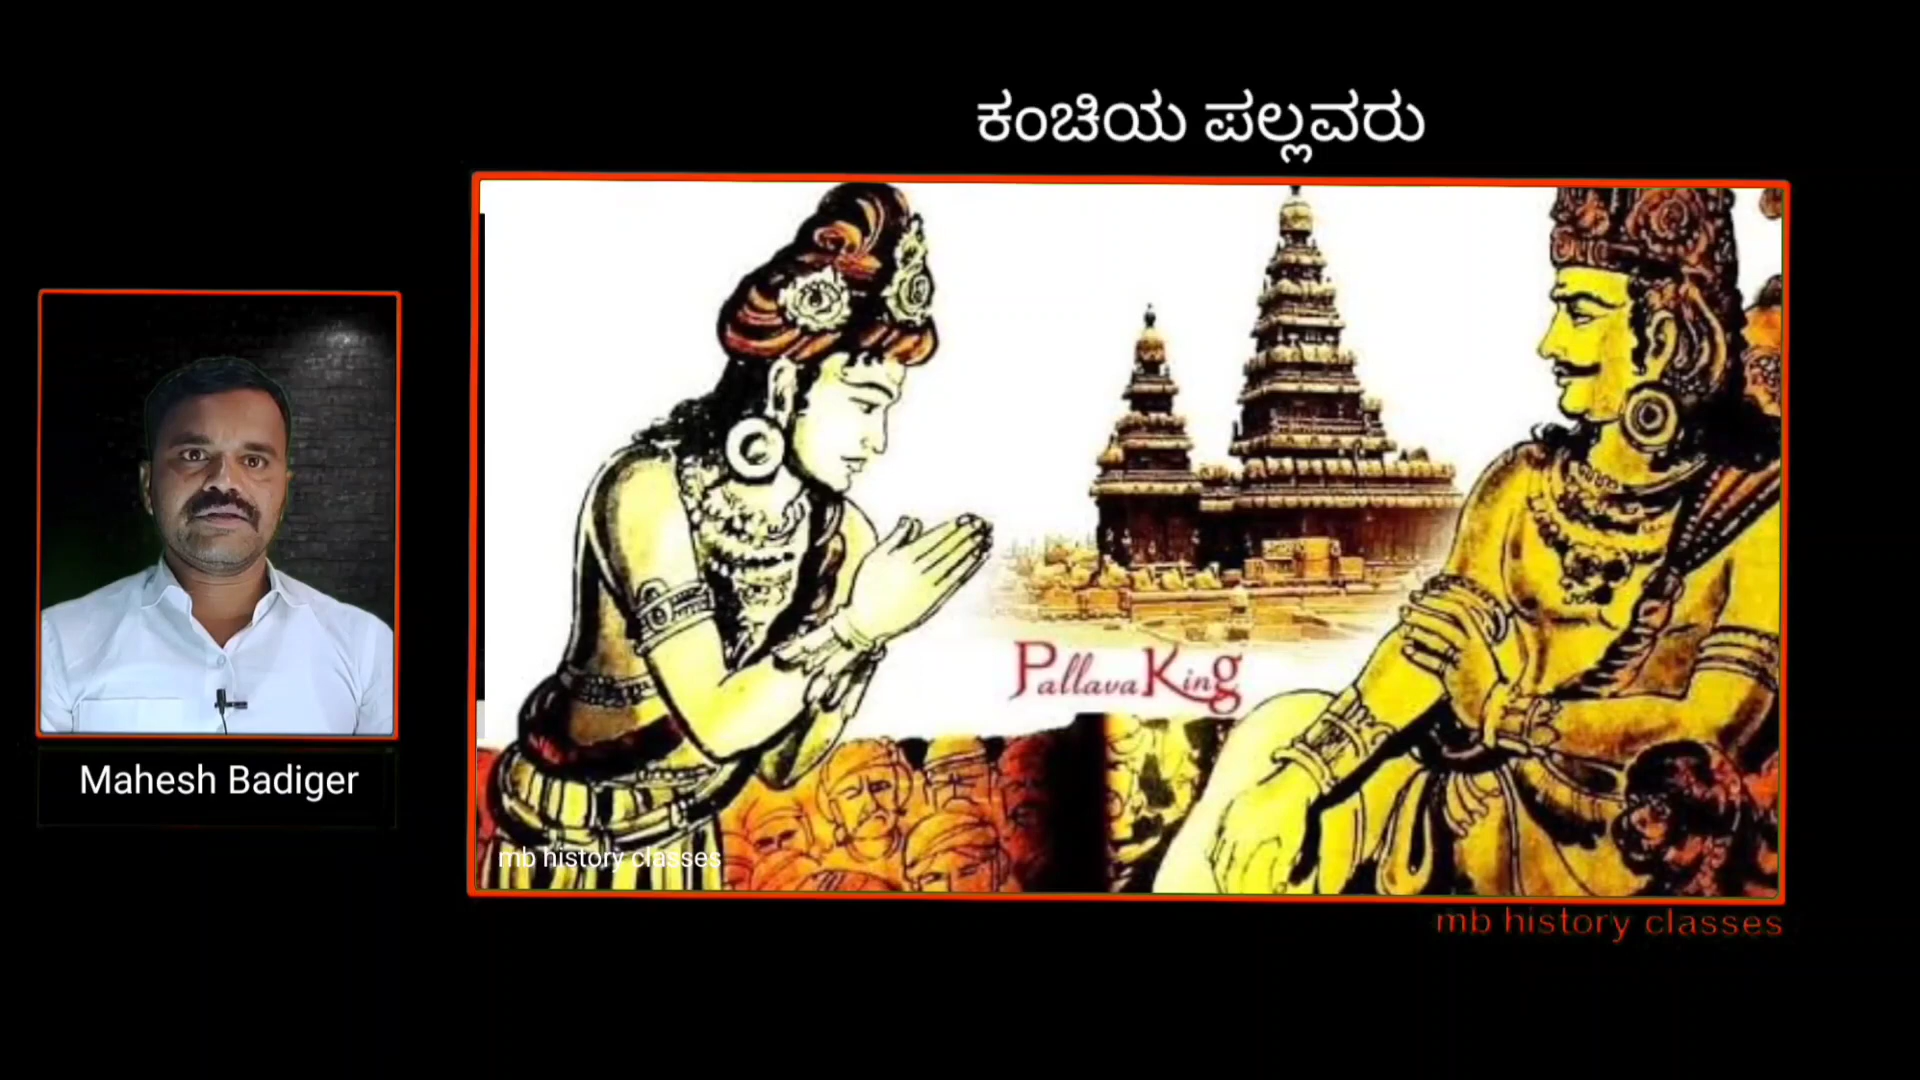 ಕಂಚಿಯ ಪಲ್ಲವರು
Mahesh Badiger
Pallava King
mb history classes
mb history classes